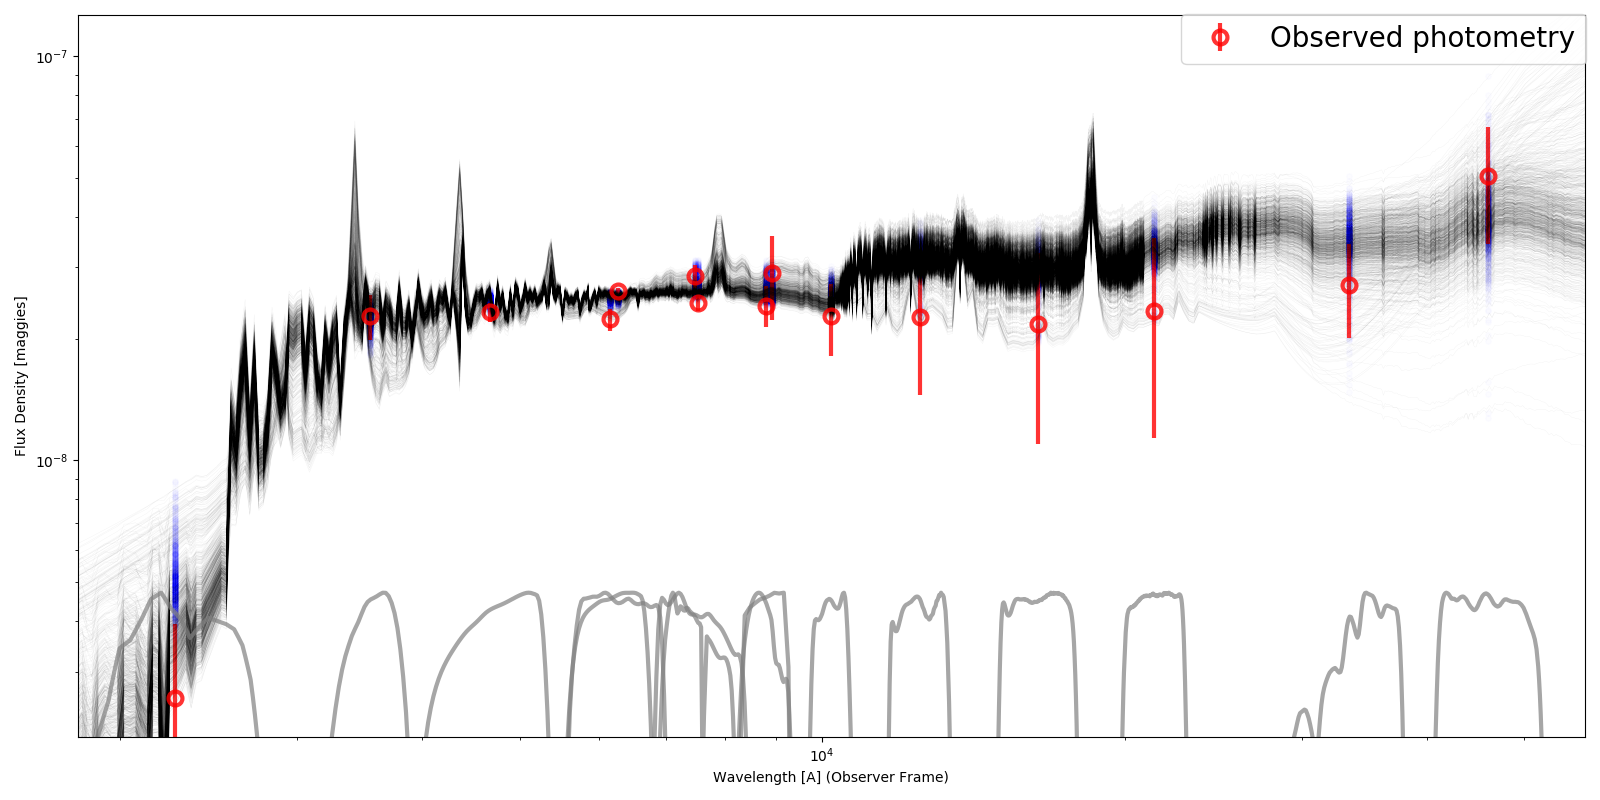 Observed photometry
10⁻⁷
10⁻⁸
Flux Density [maggies]
10⁴
Wavelength [A] (Observer Frame)